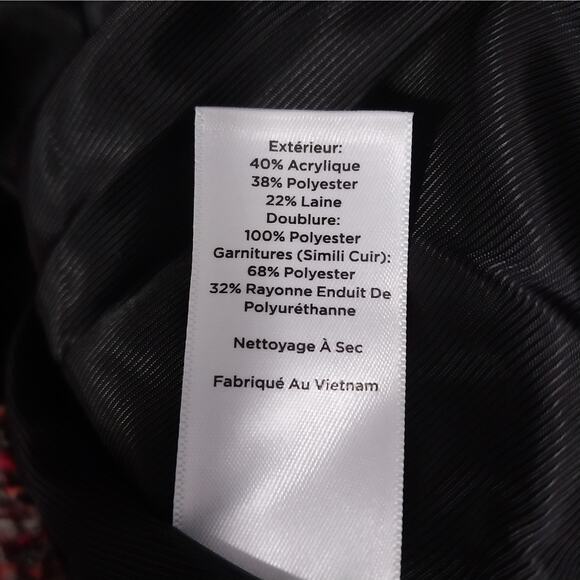 Extérieur:
40% Acrylique
38% Polyester
22% Laine
Doublure:
100% Polyester
Garnitures (Simili Cuir):
68% Polyester
32% Rayonne Enduit De
Polyuréthanne
Nettoyage À Sec
Fabriqué Au Vietnam